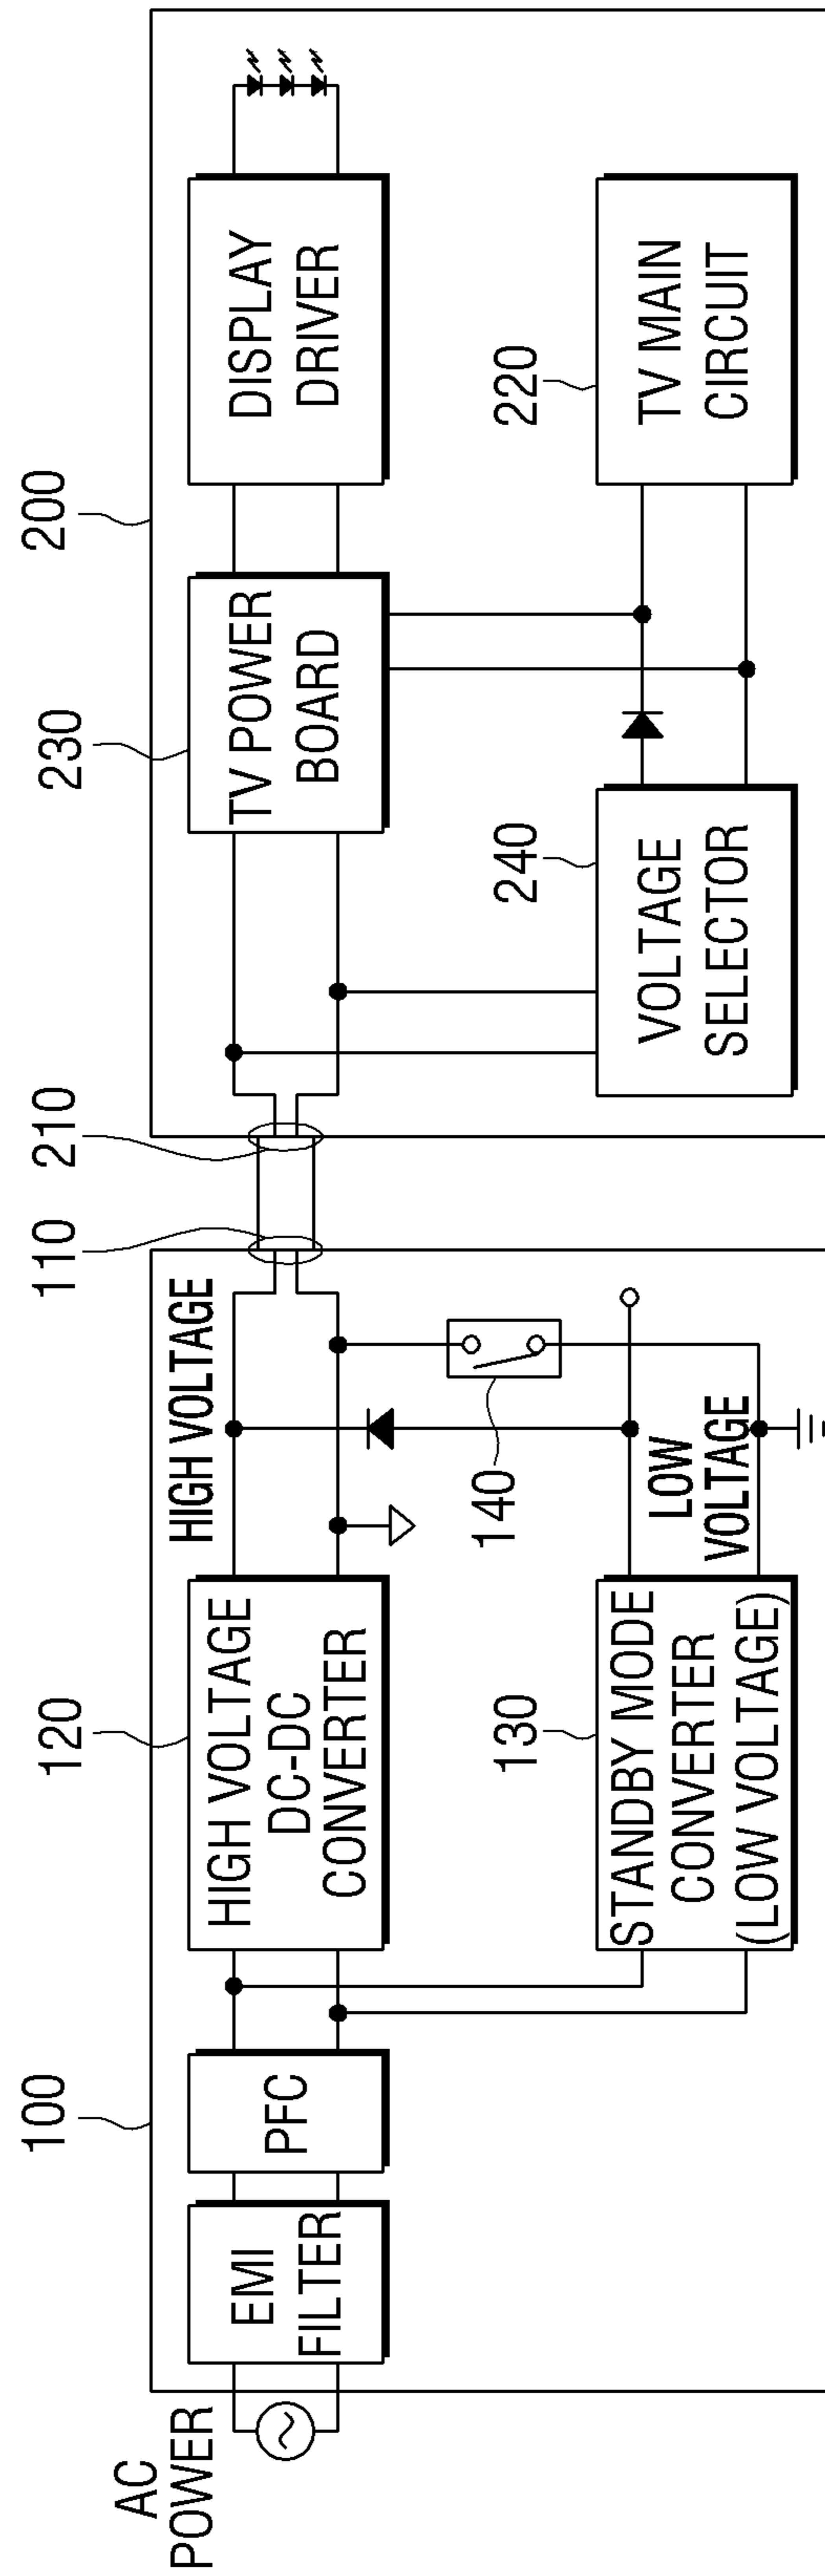 AC
POWER
100
EMI
FILTER
PFC
120
HIGH VOLTAGE
DC-DC
CONVERTER
130
STANDBY MODE
CONVERTER
(LOW VOLTAGE)
HIGH VOLTAGE
LOW
VOLTAGE
140
110
210
200
230
TV POWER
BOARD
240
VOLTAGE
SELECTOR
DISPLAY
DRIVER
220
TV MAIN
CIRCUIT